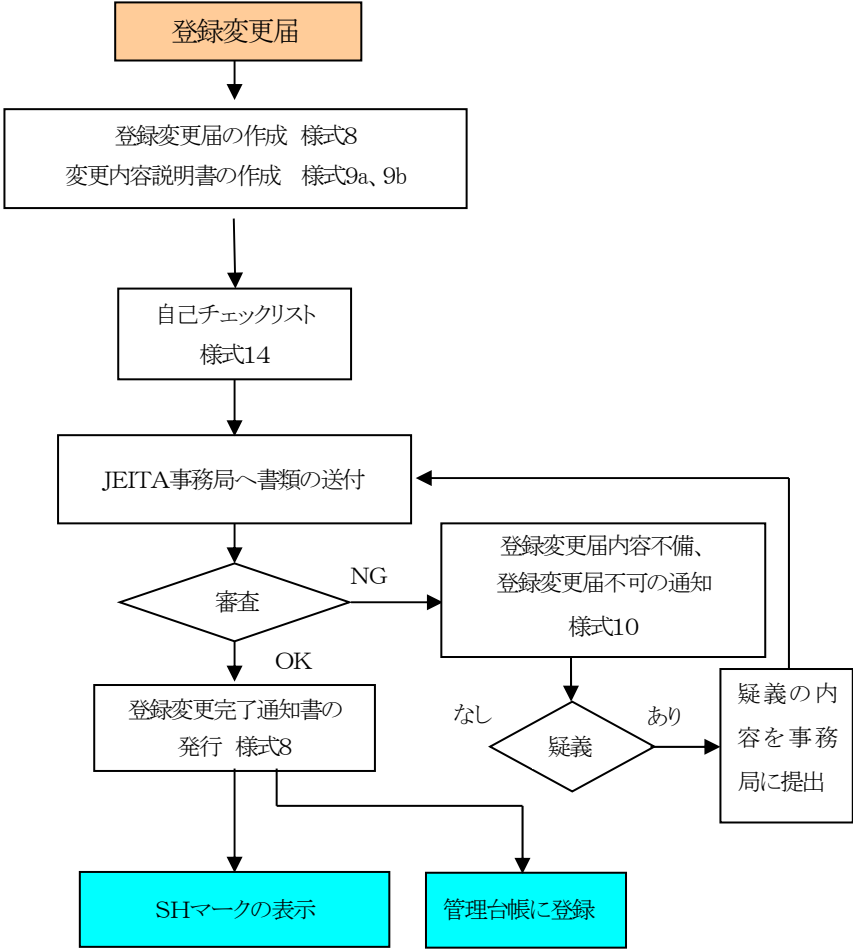 登録変更届
登録変更届の作成 様式8
変更内容説明書の作成 様式9a、9b
自己チェックリスト
様式14
JEITA事務局へ書類の送付
審査
NG
OK
登録変更届内容不備、
登録変更届不可の通知
様式10
なし
疑義
あり
疑義の内
容を事務
局に提出
登録変更完了通知書の
発行 様式8
SHマークの表示
管理台帳に登録